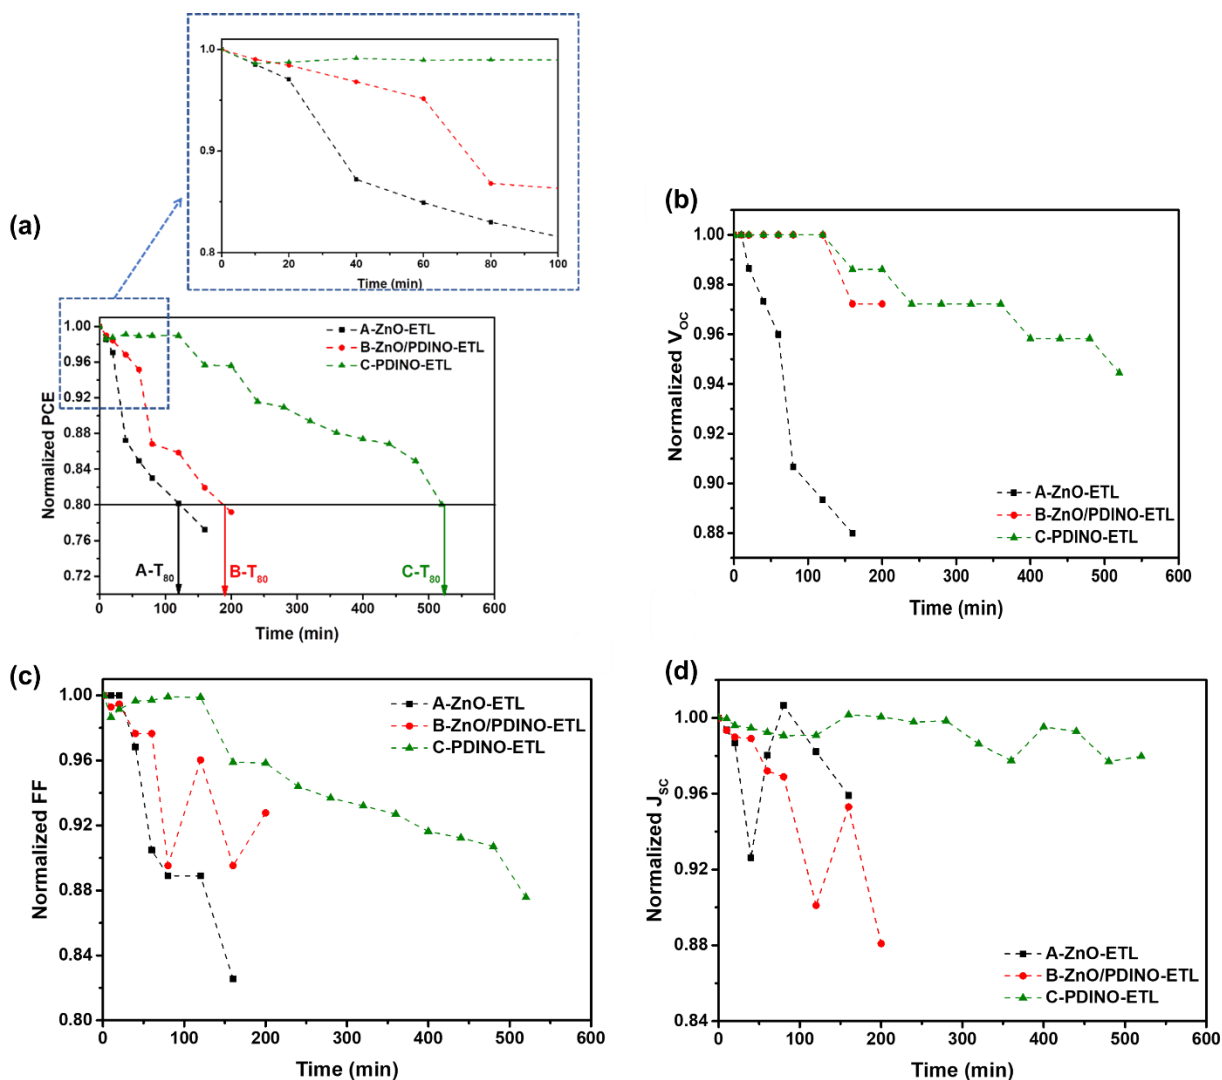 (a)
1.0
0.9
0.8
0 20 40 60 80 100
Time (min)
Normalized PCE
1.00
0.96
0.92
0.88
0.84
0.80
0.76
0.72
A-ZnO-ETL
B-ZnO/PDINO-ETL
C-PDINO-ETL
A-T80
B-T80
C-T80
0 100 200 300 400 500 600
Time (min)
(b)
Normalized VOC
1.00
0.98
0.96
0.94
0.92
0.90
0.88
A-ZnO-ETL
B-ZnO/PDINO-ETL
C-PDINO-ETL
0 100 200 300 400 500 600
Time (min)
(c)
Normalized FF
1.00
0.96
0.92
0.88
0.84
0.80
A-ZnO-ETL
B-ZnO/PDINO-ETL
C-PDINO-ETL
0 100 200 300 400 500 600
Time (min)
(d)
Normalized JSC
1.00
0.96
0.92
0.88
0.84
A-ZnO-ETL
B-ZnO/PDINO-ETL
C-PDINO-ETL
0 100 200 300 400 500 600
Time (min)